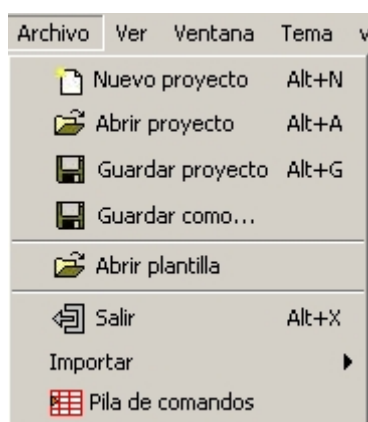 Archivo Ver Ventana Tema
Nuevo proyecto Alt+N
Abrir proyecto Alt+A
Guardar proyecto Alt+G
Guardar como...
Abrir plantilla
Salir Alt+X
Importar
Pila de comandos